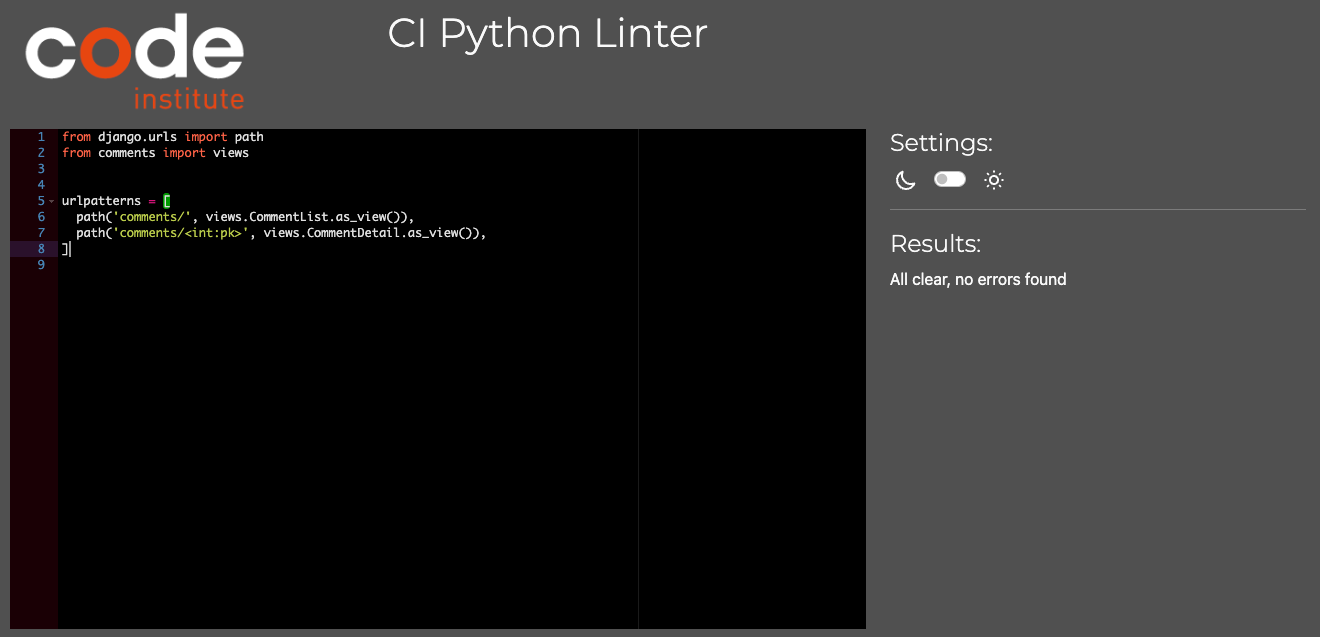 code
institute
CI Python Linter
1 from django.urls import path
2 from comments import views
3
4
5 urlpatterns = [
6   path('comments/', views.CommentList.as_view()),
7   path('comments/<int:pk>', views.CommentDetail.as_view()),
8 ]
9
Settings:
Results:
All clear, no errors found